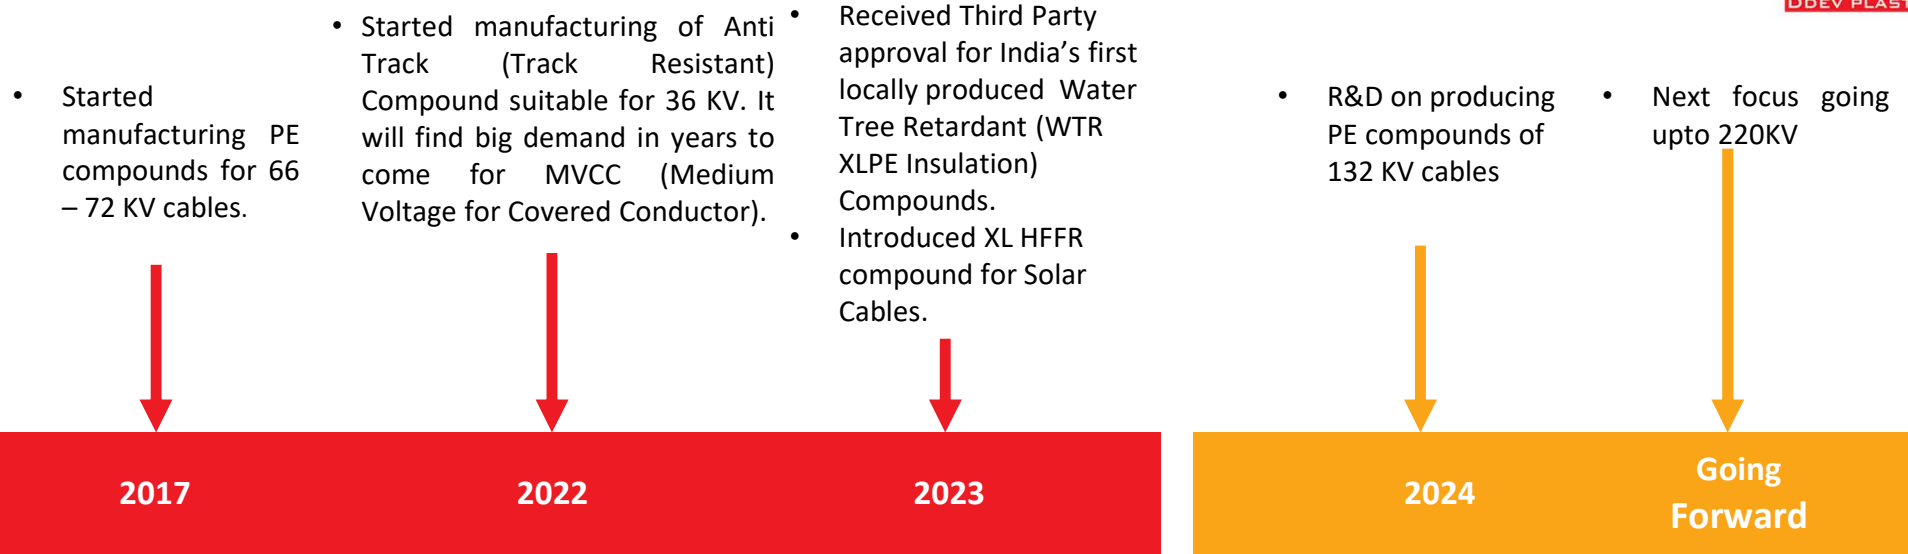 DDEV PLAST
• Started
manufacturing PE
compounds for 66
– 72 KV cables.
• Started manufacturing of Anti
Track (Track Resistant)
Compound suitable for 36 KV. It
will find big demand in years to
come for MVCC (Medium
Voltage for Covered Conductor).
• Received Third Party
approval for India’s first
locally produced Water
Tree Retardant (WTR
XLPE Insulation)
Compounds.
• Introduced XL HFFR
compound for Solar
Cables.
• R&D on producing
PE compounds of
132 KV cables
• Next focus going
upto 220KV
2017
2022
2023
2024
Going
Forward